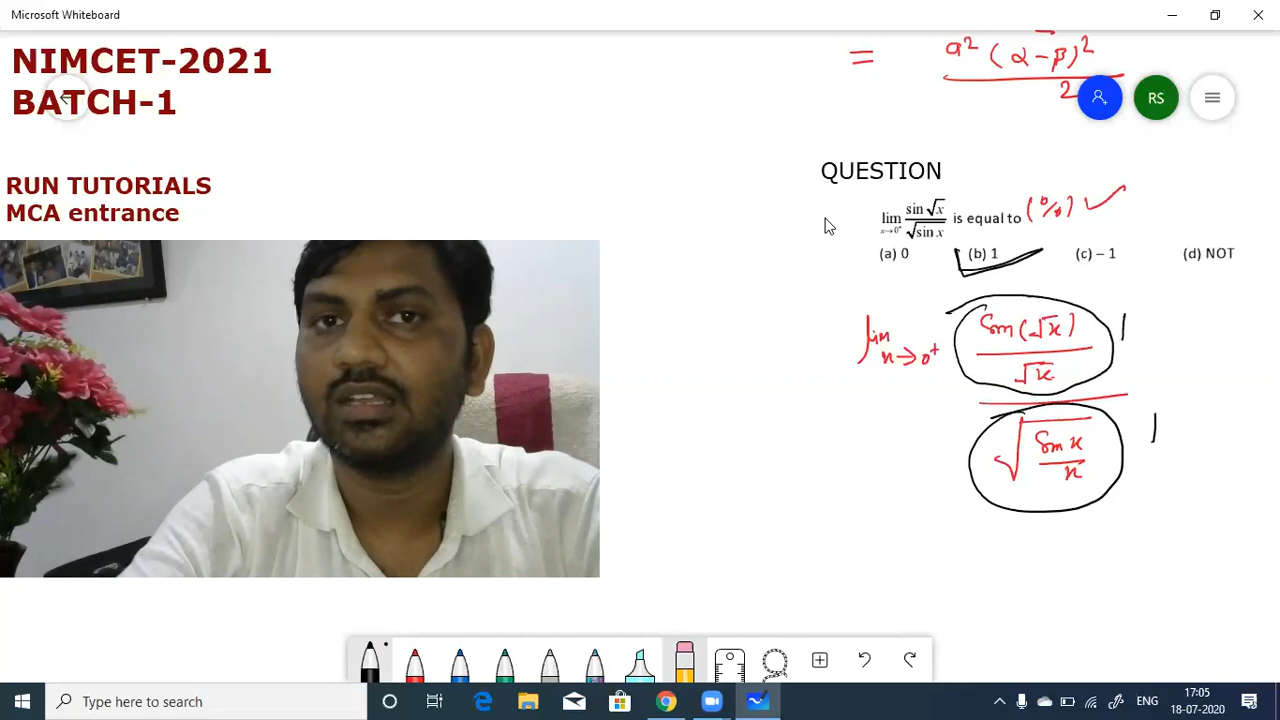 Microsoft Whiteboard
NIMCET-2021
BATCH-1
RUN TUTORIALS
MCA entrance
= a² (α – β)²
2
RS
QUESTION
lim x→0⁺ sin √x / √sin x is equal to (0/0) ✓
(a) 0 (b) 1 (c) – 1 (d) NOT
lim x→0⁺
sin(√x) 1
√x
√ sin x 1
x
Type here to search
ENG
17:05
18-07-2020